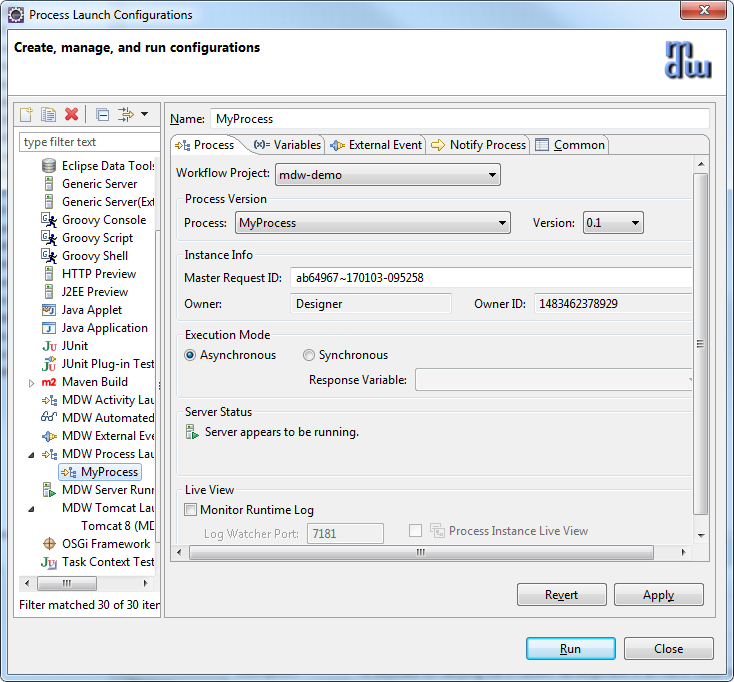 Process Launch Configurations
Create, manage, and run configurations
mdw
type filter text
Eclipse Data Tools
Generic Server
Generic Server(Ext
Groovy Console
Groovy Script
Groovy Shell
HTTP Preview
J2EE Preview
Java Applet
Java Application
JUnit
JUnit Plug-in Test
Maven Build
MDW Activity Lau
MDW Automated
MDW External Eve
MDW Process Lau
MyProcess
MDW Server Runn
MDW Tomcat Lau
Tomcat 8 (MD
OSGi Framework
Task Context Test
Filter matched 30 of 30 iter
Name: MyProcess
Process (x)= Variables External Event Notify Process Common
Workflow Project: mdw-demo
Process Version
Process: MyProcess Version: 0.1
Instance Info
Master Request ID: ab64967~170103-095258
Owner: Designer Owner ID: 1483462378929
Execution Mode
Asynchronous Synchronous
Response Variable:
Server Status
Server appears to be running.
Live View
Monitor Runtime Log
Log Watcher Port: 7181 Process Instance Live View
Revert Apply
Run Close